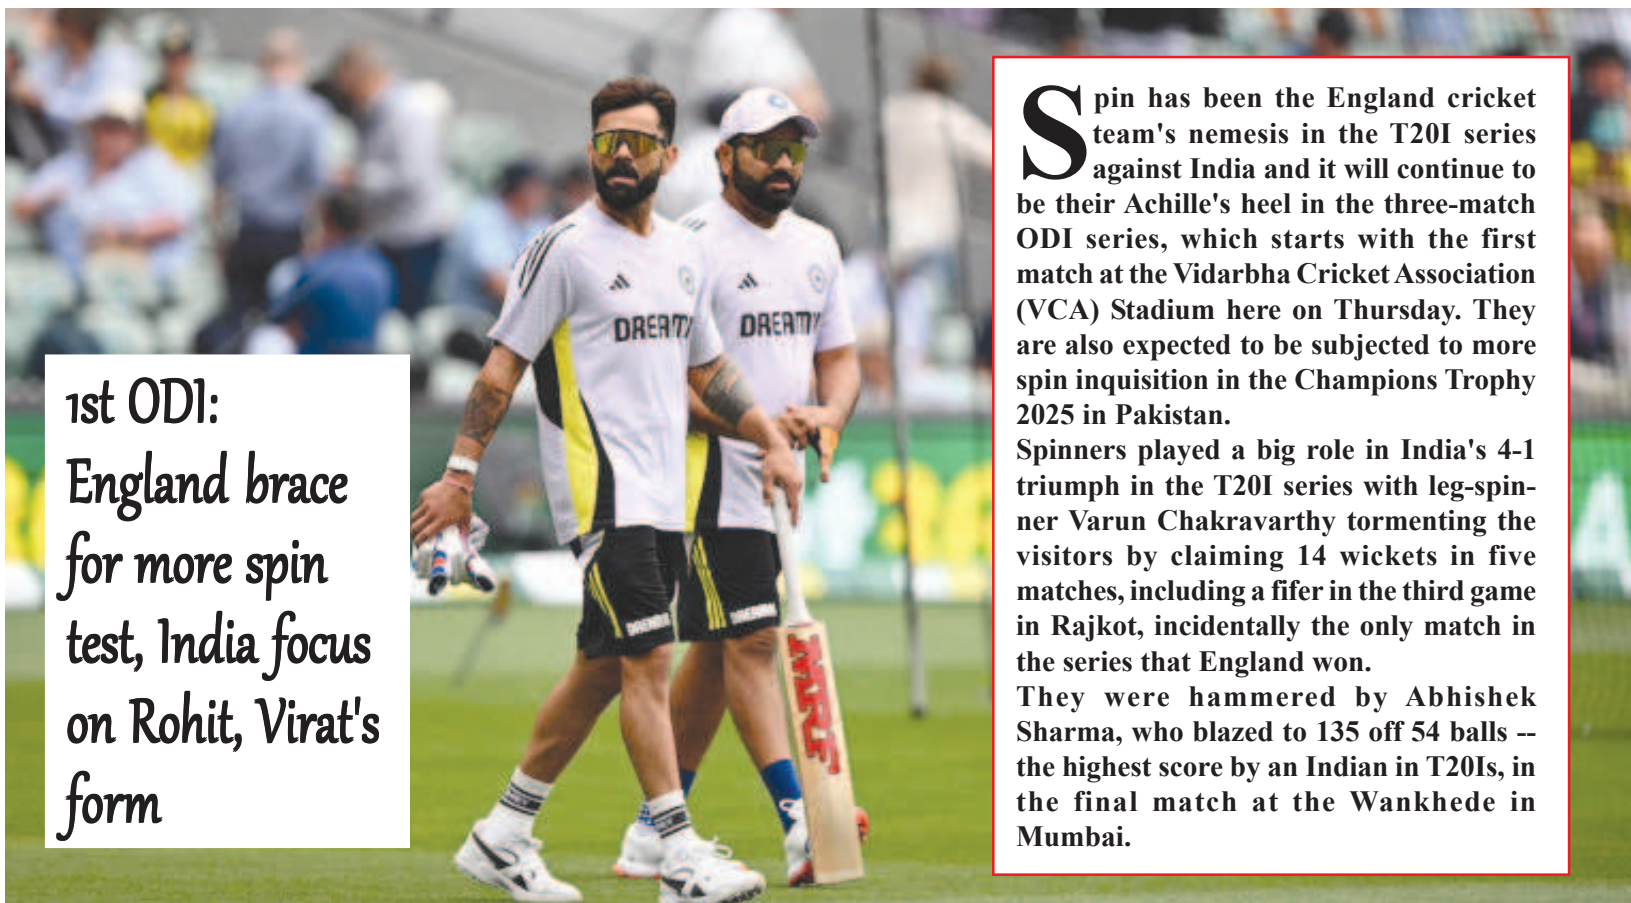 1st ODI:
England brace
for more spin
test, India focus
on Rohit, Virat's
form
Spin has been the England cricket
team's nemesis in the T20I series
against India and it will continue to
be their Achille's heel in the three-match
ODI series, which starts with the first
match at the Vidarbha Cricket Association
(VCA) Stadium here on Thursday. They
are also expected to be subjected to more
spin inquisition in the Champions Trophy
2025 in Pakistan.
Spinners played a big role in India's 4-1
triumph in the T20I series with leg-spin-
ner Varun Chakravarthy tormenting the
visitors by claiming 14 wickets in five
matches, including a fifer in the third game
in Rajkot, incidentally the only match in
the series that England won.
They were hammered by Abhishek
Sharma, who blazed to 135 off 54 balls --
the highest score by an Indian in T20Is, in
the final match at the Wankhede in
Mumbai.
DREAM
DREAM
MRF